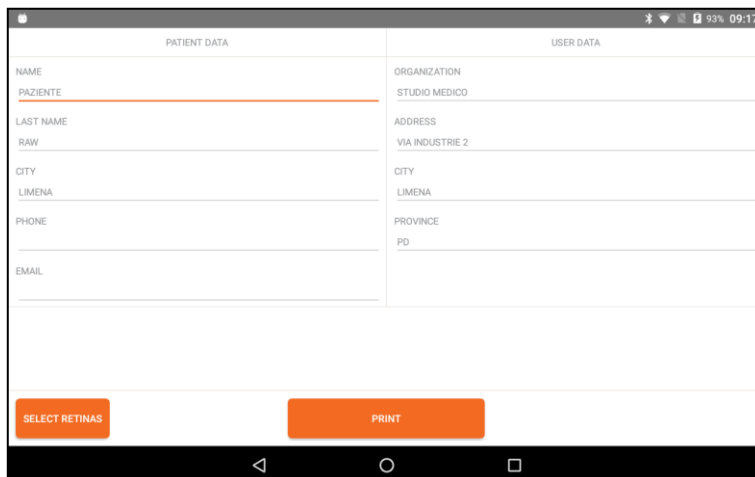 93% 09:17
PATIENT DATA
USER DATA
NAME
PAZIENTE
LAST NAME
RAW
CITY
LIMENA
PHONE
EMAIL
ORGANIZATION
STUDIO MEDICO
ADDRESS
VIA INDUSTRIE 2
CITY
LIMENA
PROVINCE
PD
SELECT RETINAS
PRINT